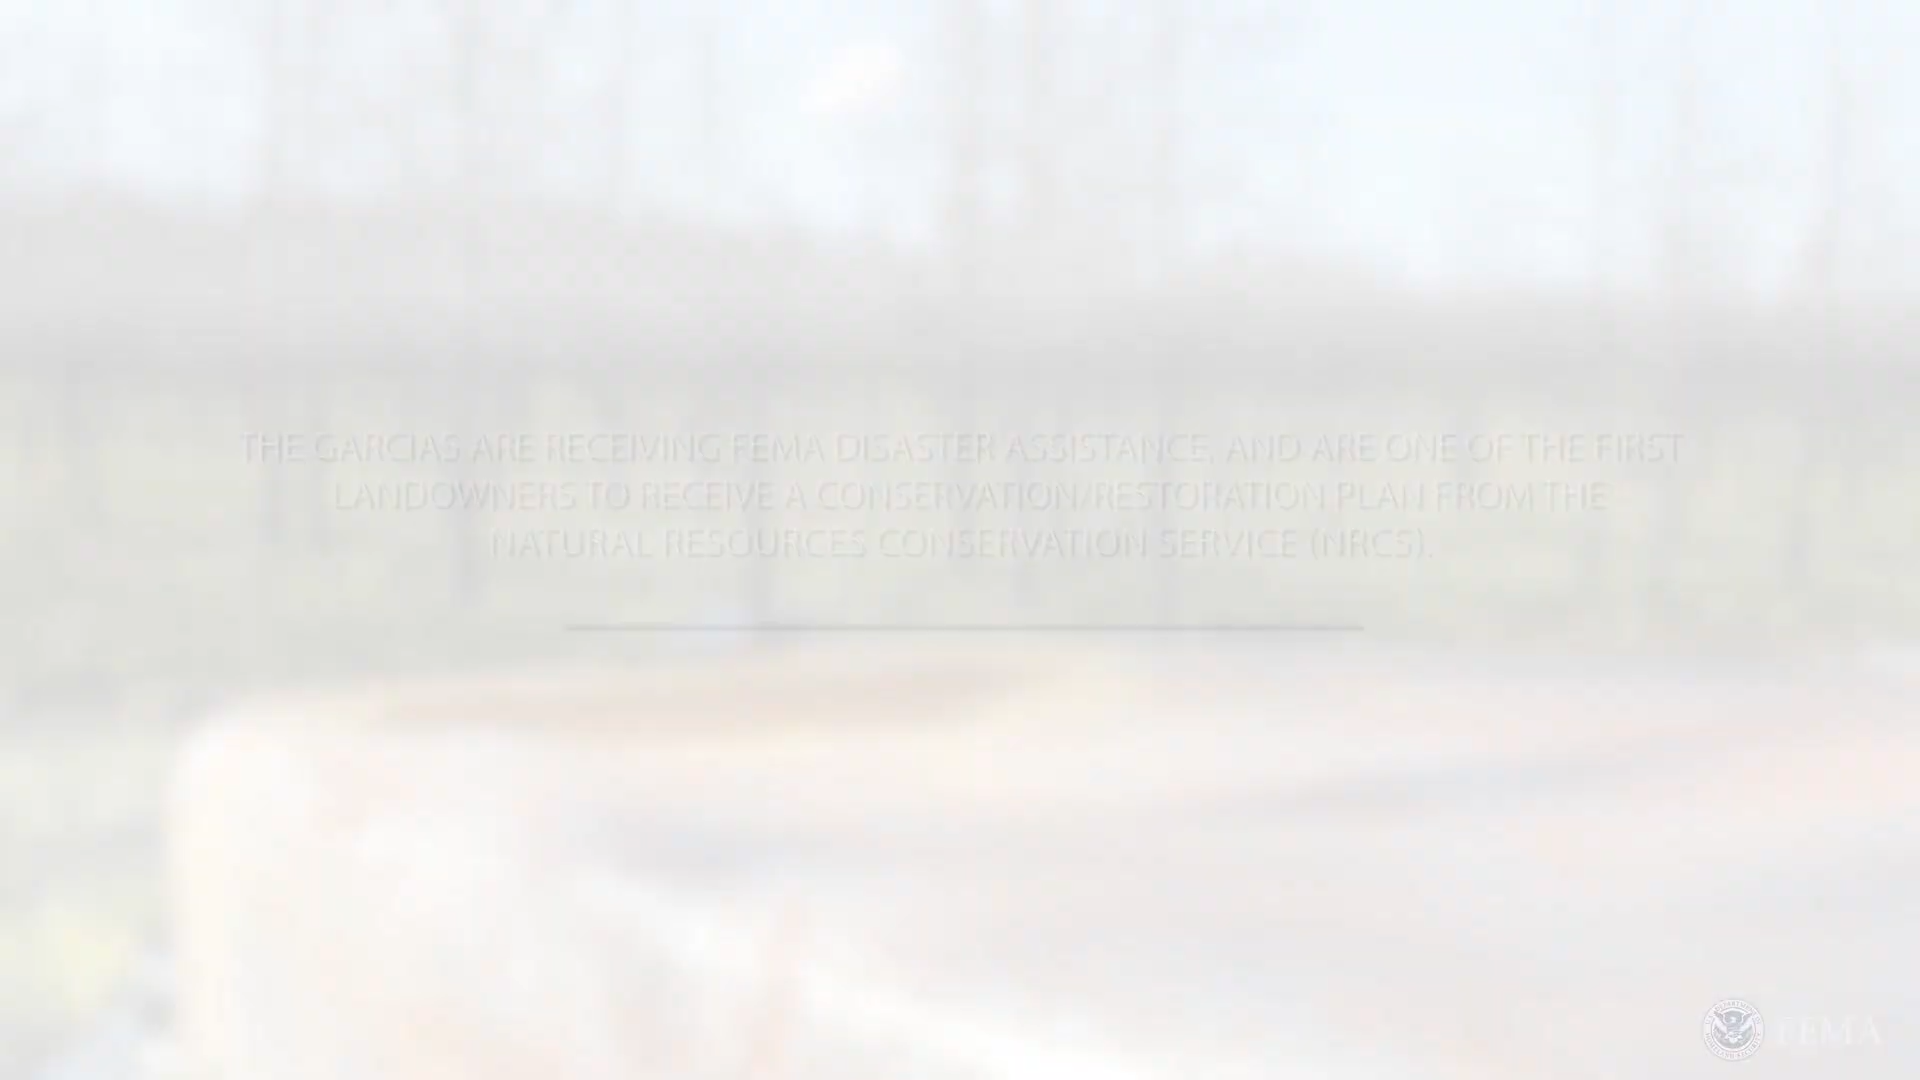 THE GARCIAS ARE RECEIVING FEMA DISASTER ASSISTANCE, AND ARE ONE OF THE FIRST
LANDOWNERS TO RECEIVE A CONSERVATION/RESTORATION PLAN FROM THE
NATURAL RESOURCES CONSERVATION SERVICE (NRCS).
FEMA